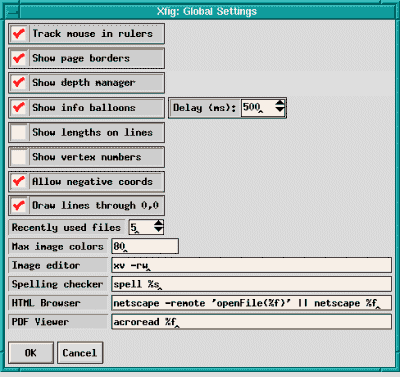 Xfig: Global Settings
Track mouse in rulers
Show page borders
Show depth manager
Show info balloons Delay (ms): 500
Show lengths on lines
Show vertex numbers
Allow negative coords
Draw lines through 0,0
Recently used files 5
Max image colors 80
Image editor xv -rw
Spelling checker spell %s
HTML Browser netscape -remote 'openFile(%f)' || netscape %f
PDF Viewer acroread %f
OK Cancel